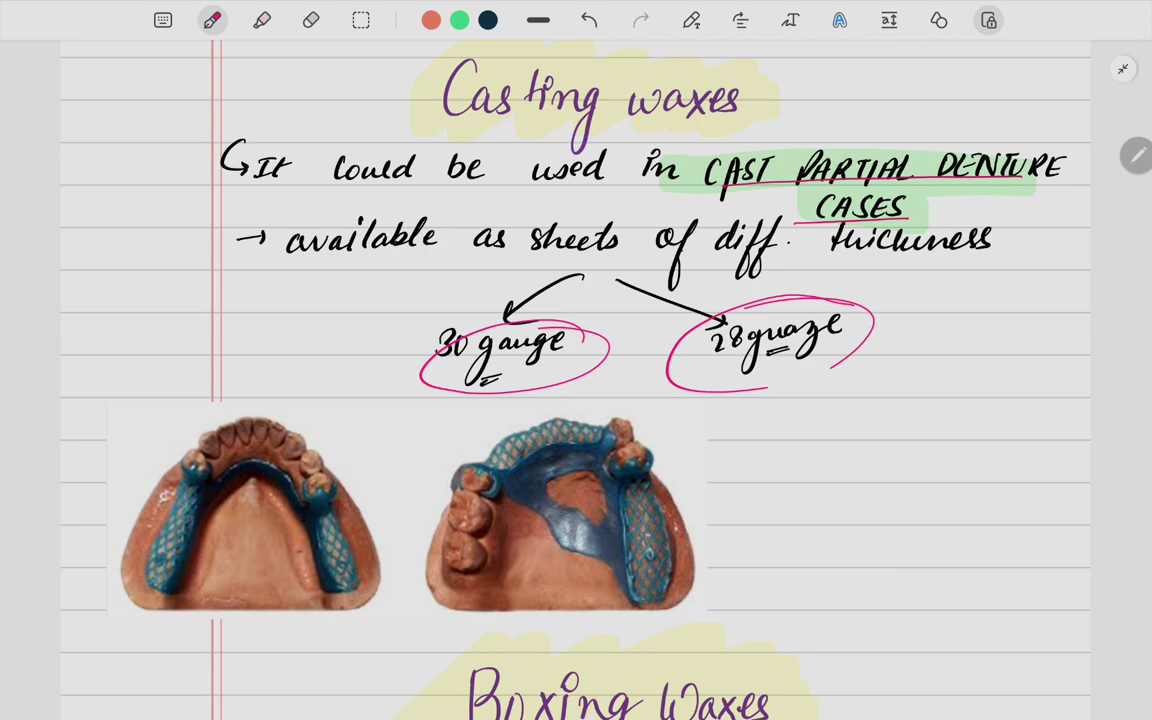 Casting waxes
It could be used in CAST PARTIAL DENTURE
CASES
→ available as sheets of diff. thickness
30 gauge 28 guaze
Boxing Waxes